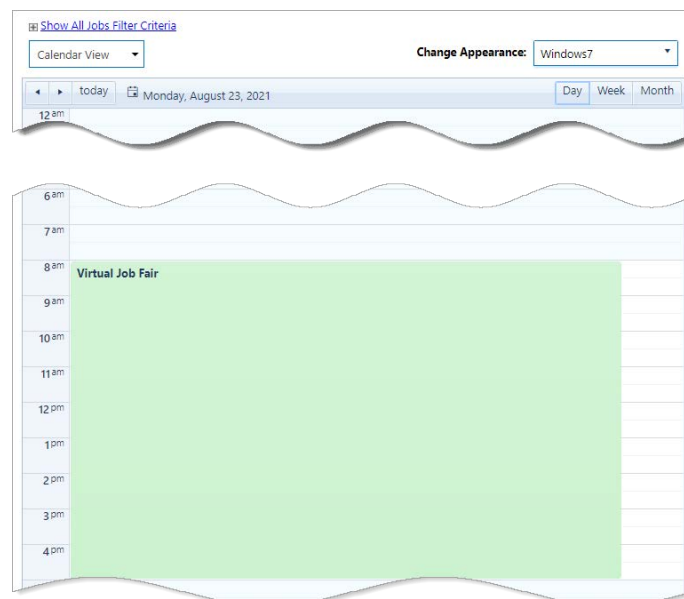 Show All Jobs Filter Criteria
Calendar View Change Appearance: Windows7
today Monday, August 23, 2021 Day Week Month
12 am
6 am
7 am
8 am Virtual Job Fair
9 am
10 am
11 am
12 pm
1 pm
2 pm
3 pm
4 pm